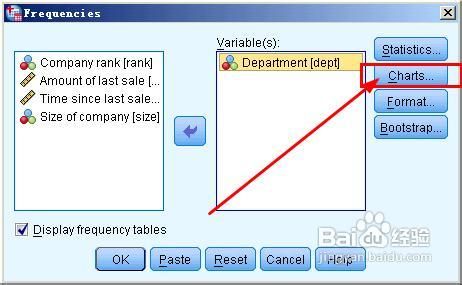 Frequencies
Variable(s):
Company rank [rank]
Amount of last sale [...
Time since last sale...
Size of company [size]
Department [dept]
Statistics...
Charts...
Format...
Bootstrap...
Display frequency tables
OK Paste Reset Cancel Help
Baidu 经验
jingyan.baidu.com